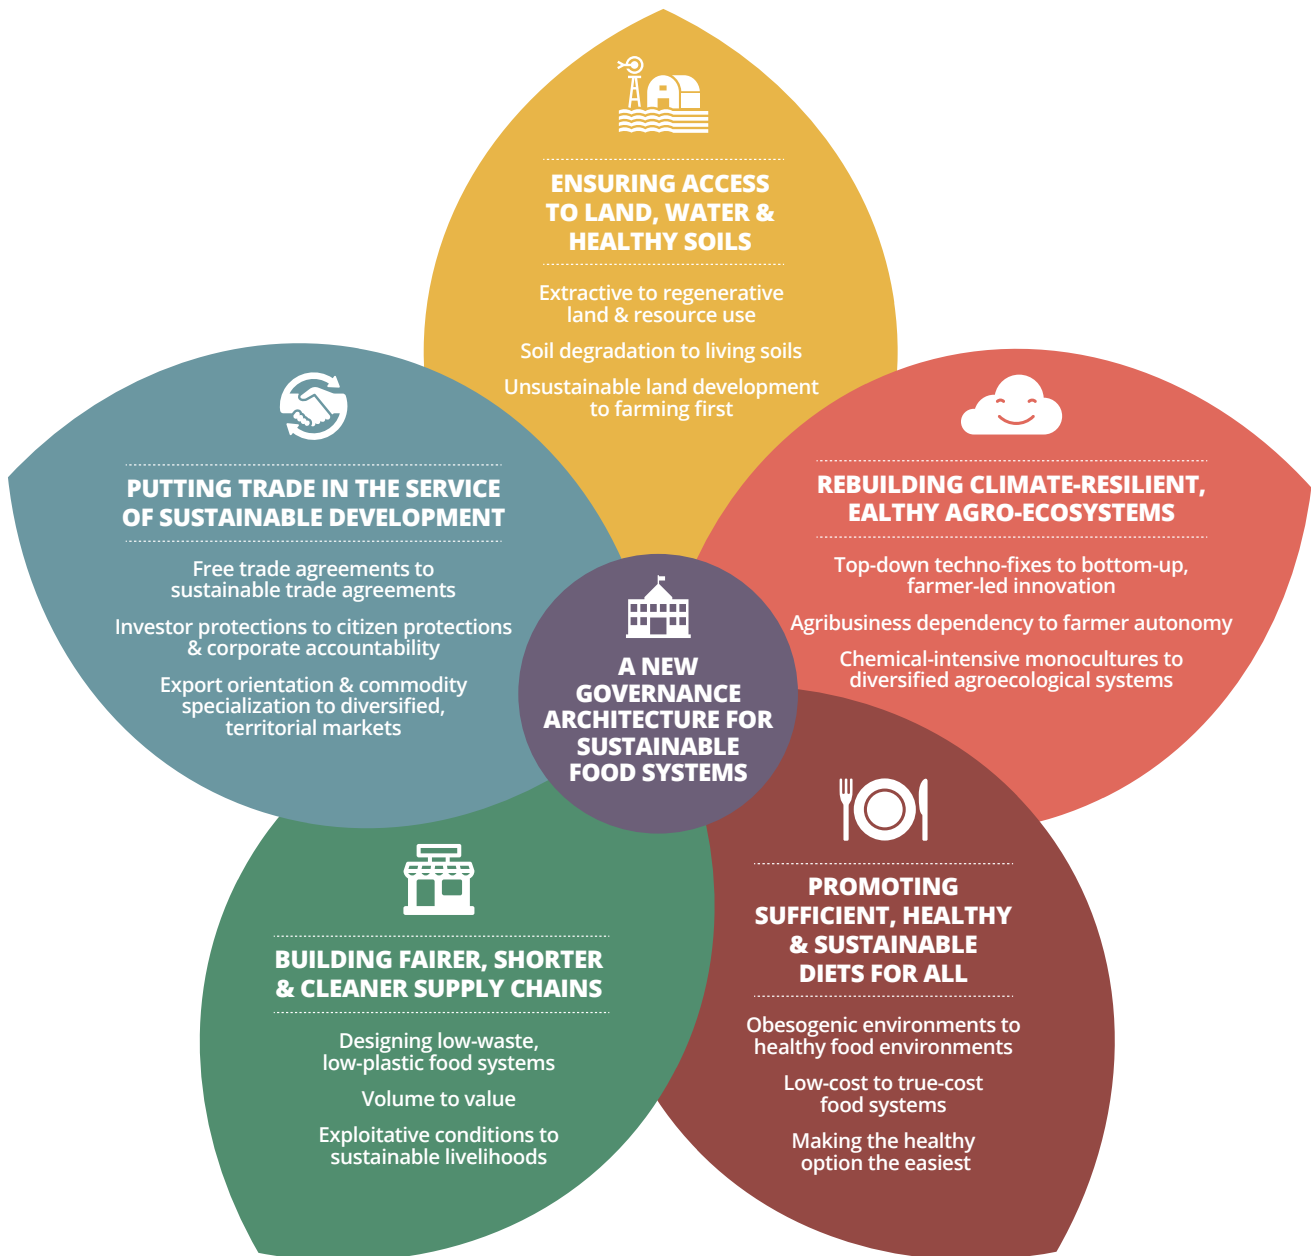 ENSURING ACCESS
TO LAND, WATER &
HEALTHY SOILS
Extractive to regenerative
land & resource use
Soil degradation to living soils
Unsustainable land development
to farming first
PUTTING TRADE IN THE SERVICE
OF SUSTAINABLE DEVELOPMENT
Free trade agreements to
sustainable trade agreements
Investor protections to citizen protections
& corporate accountability
Export orientation & commodity
specialization to diversified,
territorial markets
REBUILDING CLIMATE-RESILIENT,
EALTHY AGRO-ECOSYSTEMS
Top-down techno-fixes to bottom-up,
farmer-led innovation
Agribusiness dependency to farmer autonomy
Chemical-intensive monocultures to
diversified agroecological systems
A NEW
GOVERNANCE
ARCHITECTURE FOR
SUSTAINABLE
FOOD SYSTEMS
BUILDING FAIRER, SHORTER
& CLEANER SUPPLY CHAINS
Designing low-waste,
low-plastic food systems
Volume to value
Exploitative conditions to
sustainable livelihoods
PROMOTING
SUFFICIENT, HEALTHY
& SUSTAINABLE
DIETS FOR ALL
Obesogenic environments to
healthy food environments
Low-cost to true-cost
food systems
Making the healthy
option the easiest